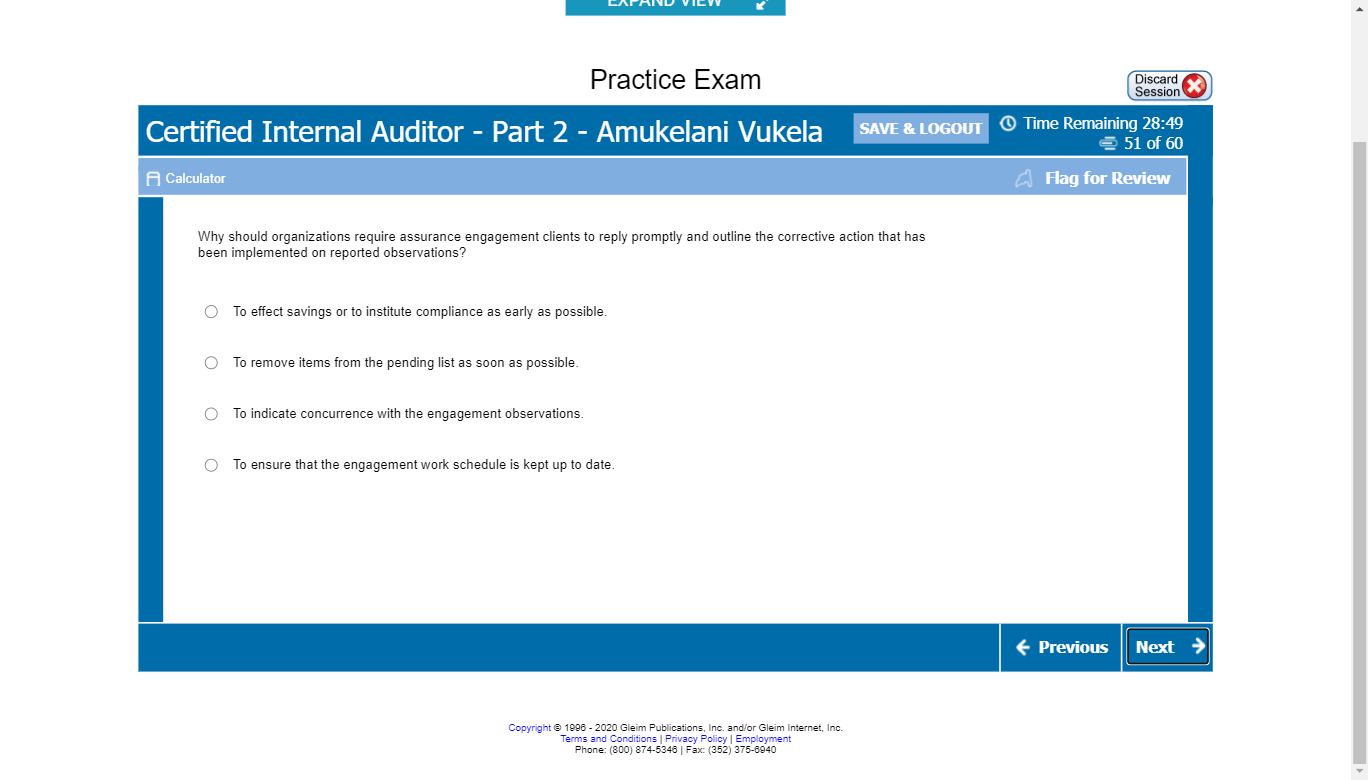 EXPAND VIEW
Practice Exam
Discard
Session
Certified Internal Auditor - Part 2 - Amukelani Vukela
SAVE & LOGOUT
Time Remaining 28:49
51 of 60
Calculator
Flag for Review
Why should organizations require assurance engagement clients to reply promptly and outline the corrective action that has
been implemented on reported observations?
To effect savings or to institute compliance as early as possible.
To remove items from the pending list as soon as possible.
To indicate concurrence with the engagement observations.
To ensure that the engagement work schedule is kept up to date.
Previous
Next
Copyright © 1996 - 2020 Gleim Publications, Inc. and/or Gleim Internet, Inc.
Terms and Conditions | Privacy Policy | Employment
Phone: (800) 874-5346 | Fax: (352) 375-6940